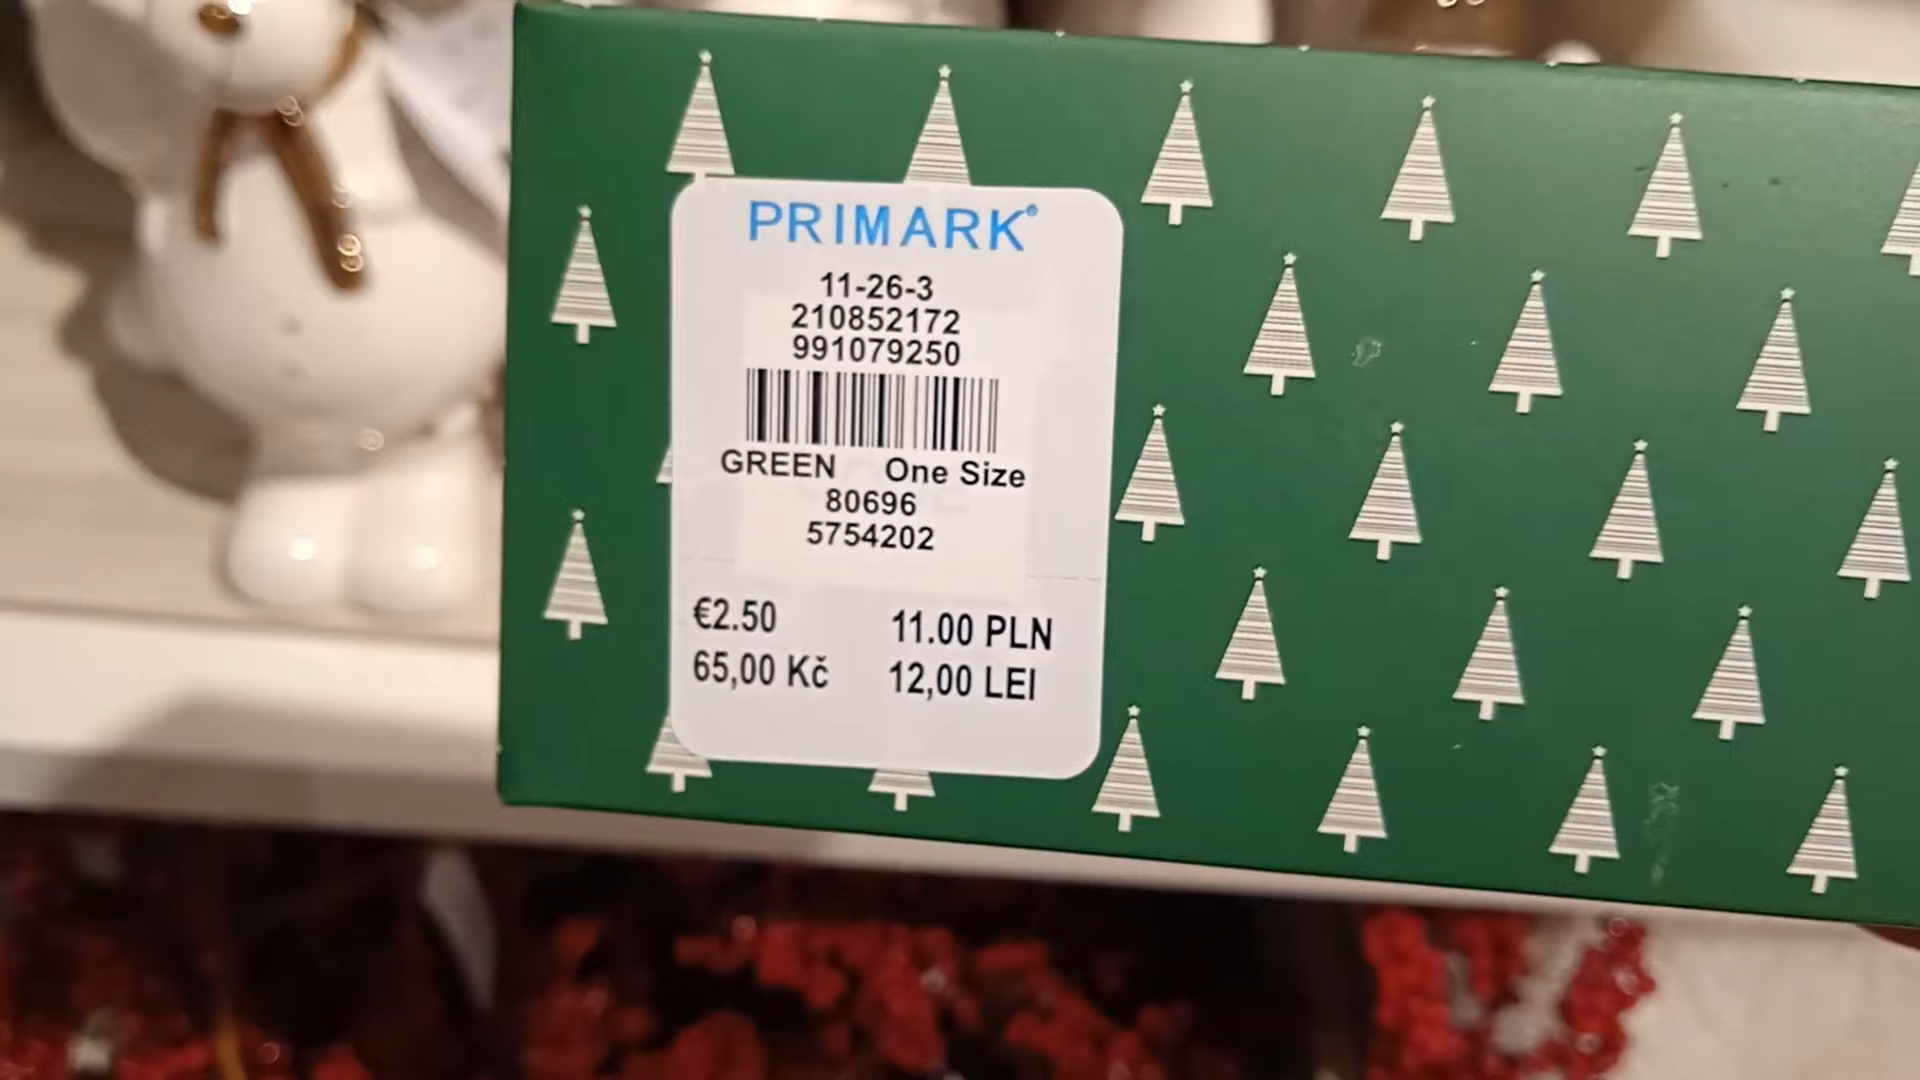 PRIMARK®
11-26-3
210852172
991079250
GREEN One Size
80696
5754202
€2.50 11.00 PLN
65,00 Kč 12,00 LEI